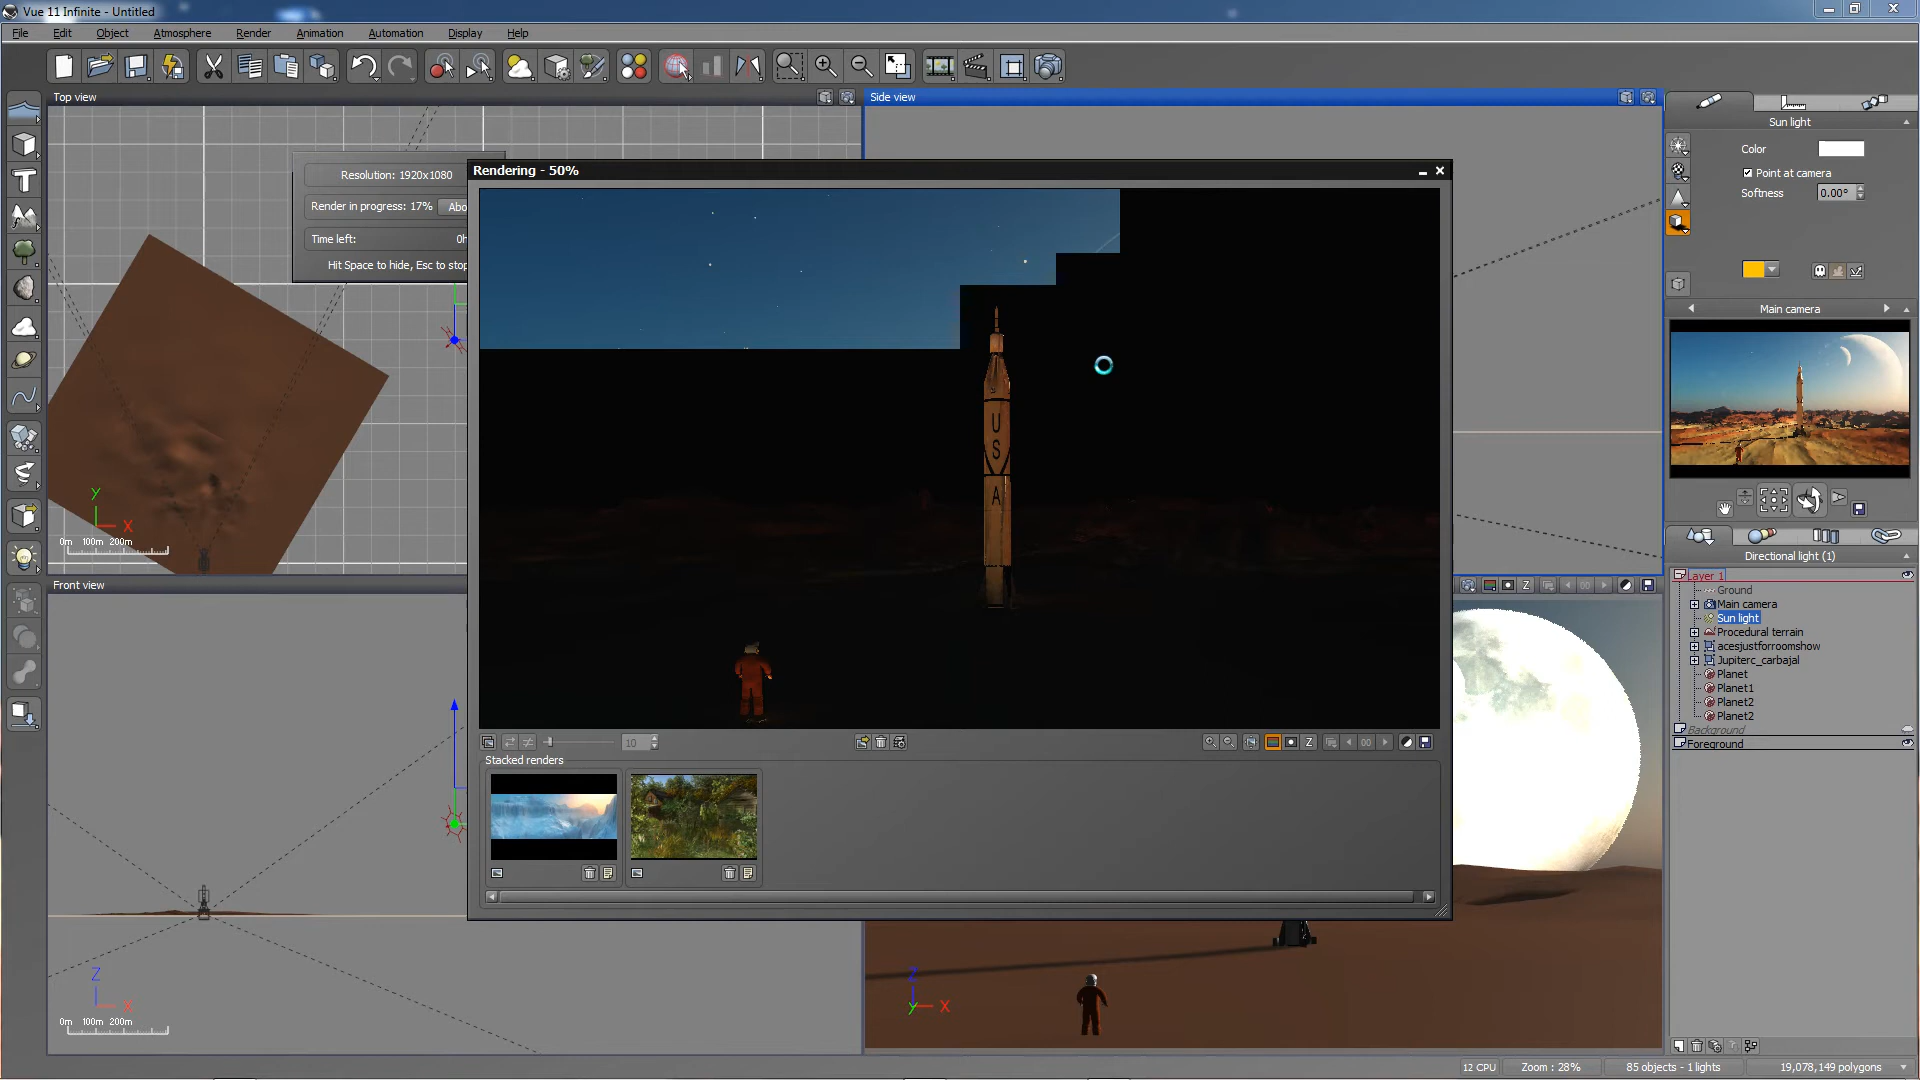 Vue 11 Infinite - Untitled
File Edit Object Atmosphere Render Animation Automation Display Help
Top view
Side view
Resolution: 1920x1080
Render in progress: 17% Abo
Time left: 0h
Hit Space to hide, Esc to stop
Rendering - 50%
U
S
A
Y
X
0m 100m 200m
Front view
Z
X
0m 100m 200m
10
Z
00
Stacked renders
Z
00
Z
Y
X
Sun light
Color
Point at camera
Softness 0.00°
Main camera
Directional light (1)
Layer 1
Ground
Main camera
Sun light
Procedural terrain
acesjustforroomshow
Jupiterc_carbajal
Planet
Planet1
Planet2
Planet2
Background
Foreground
12 CPU
Zoom : 28%
85 objects - 1 lights
19,078,149 polygons